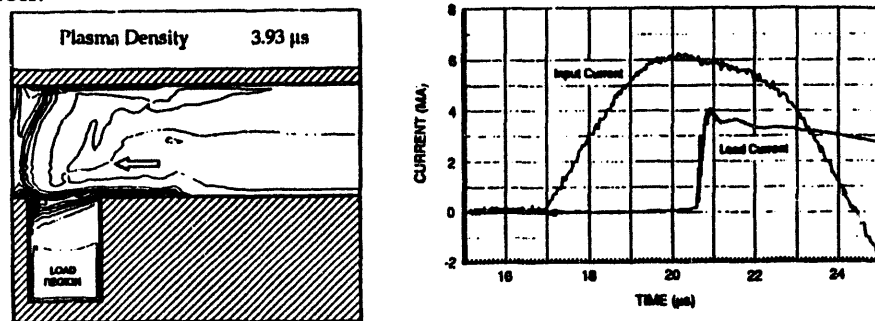 Plasma Density 3.93 μs
LOAD
REGION
8
6
4
2
0
-2
CURRENT (MA)
Input Current
Load Current
16 18 20 22 24
TIME (μs)